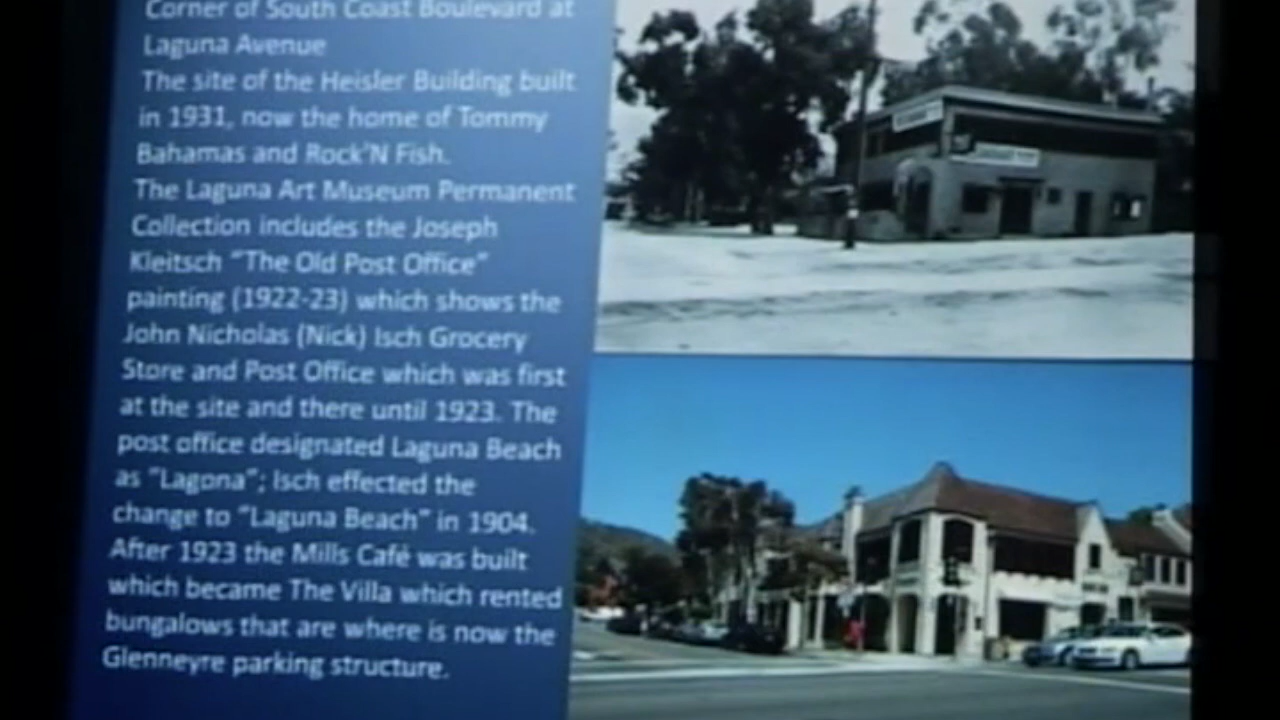 Corner of South Coast Boulevard at
Laguna Avenue
The site of the Heisler Building built
in 1931, now the home of Tommy
Bahamas and Rock'N Fish.
The Laguna Art Museum Permanent
Collection includes the Joseph
Kleitsch "The Old Post Office"
painting (1922-23) which shows the
John Nicholas (Nick) Isch Grocery
Store and Post Office which was first
at the site and there until 1923. The
post office designated Laguna Beach
as "Lagona"; Isch effected the
change to "Laguna Beach" in 1904.
After 1923 the Mills Café was built
which became The Villa which rented
bungalows that are where is now the
Glenneyre parking structure.